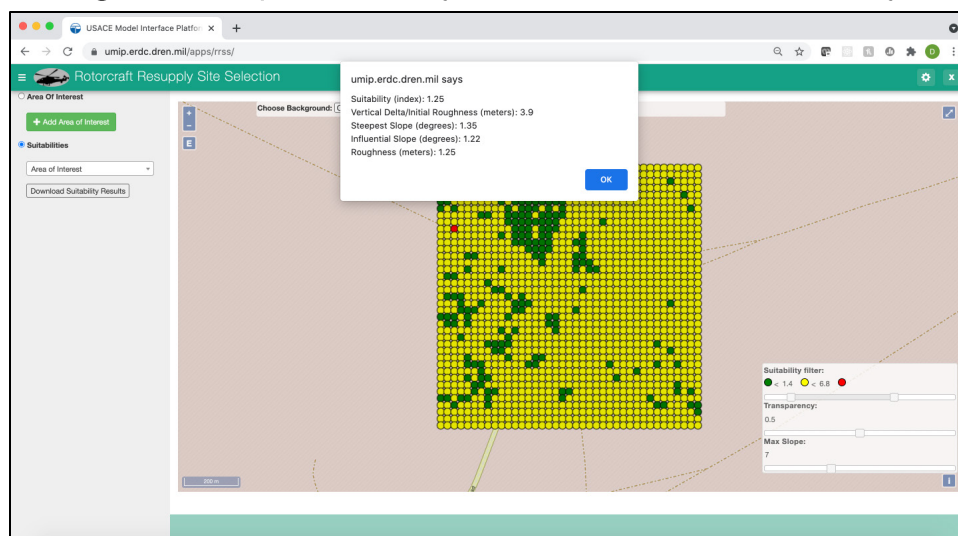 USACE Model Interface Platfor
umip.erdc.dren.mil/apps/rrss/
Rotorcraft Resupply Site Selection
Area Of Interest
+ Add Area of Interest
Suitabilities
Area of Interest
Download Suitability Results
Choose Background:
E
umip.erdc.dren.mil says
Suitability (index): 1.25
Vertical Delta/Initial Roughness (meters): 3.9
Steepest Slope (degrees): 1.35
Influential Slope (degrees): 1.22
Roughness (meters): 1.25
OK
Suitability filter:
< 1.4 < 6.8
Transparency:
0.5
Max Slope:
7
200 m
i